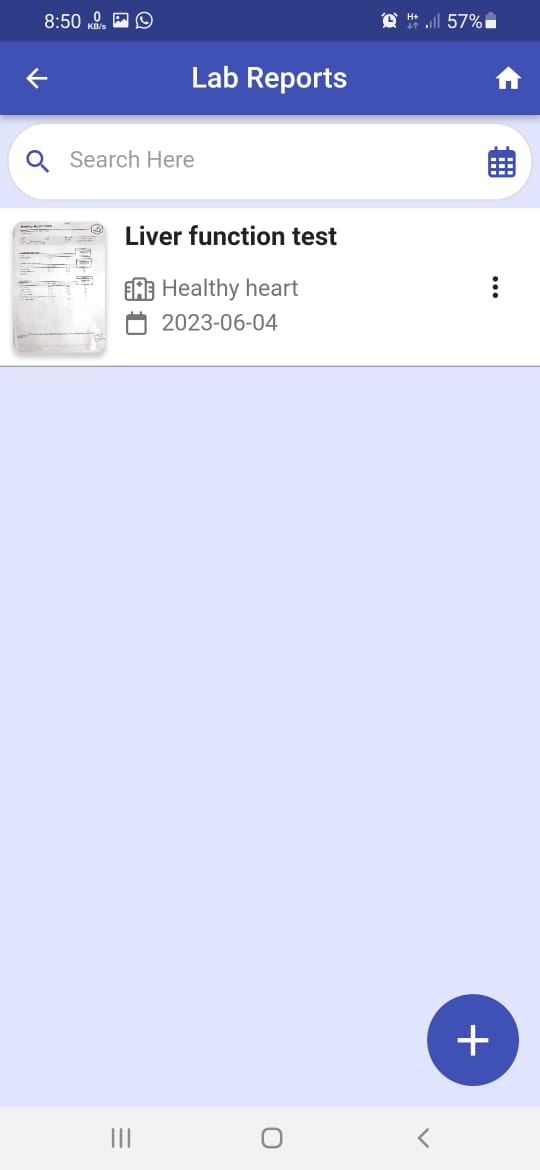 8:50 0 KB/s H+ 57%
Lab Reports
Search Here
Liver function test
Healthy heart
2023-06-04